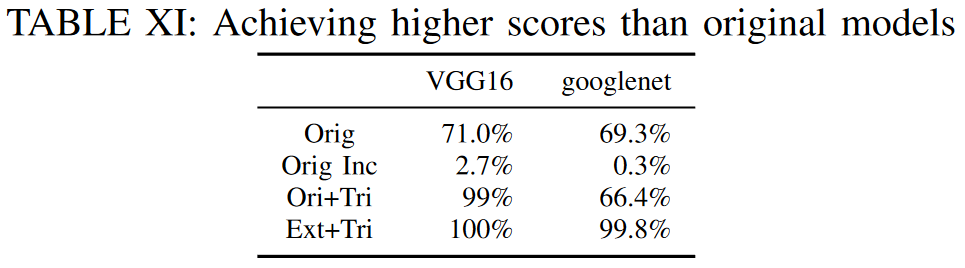 TABLE XI: Achieving higher scores than original models
VGG16 googlenet
Orig 71.0% 69.3%
Orig Inc 2.7% 0.3%
Ori+Tri 99% 66.4%
Ext+Tri 100% 99.8%